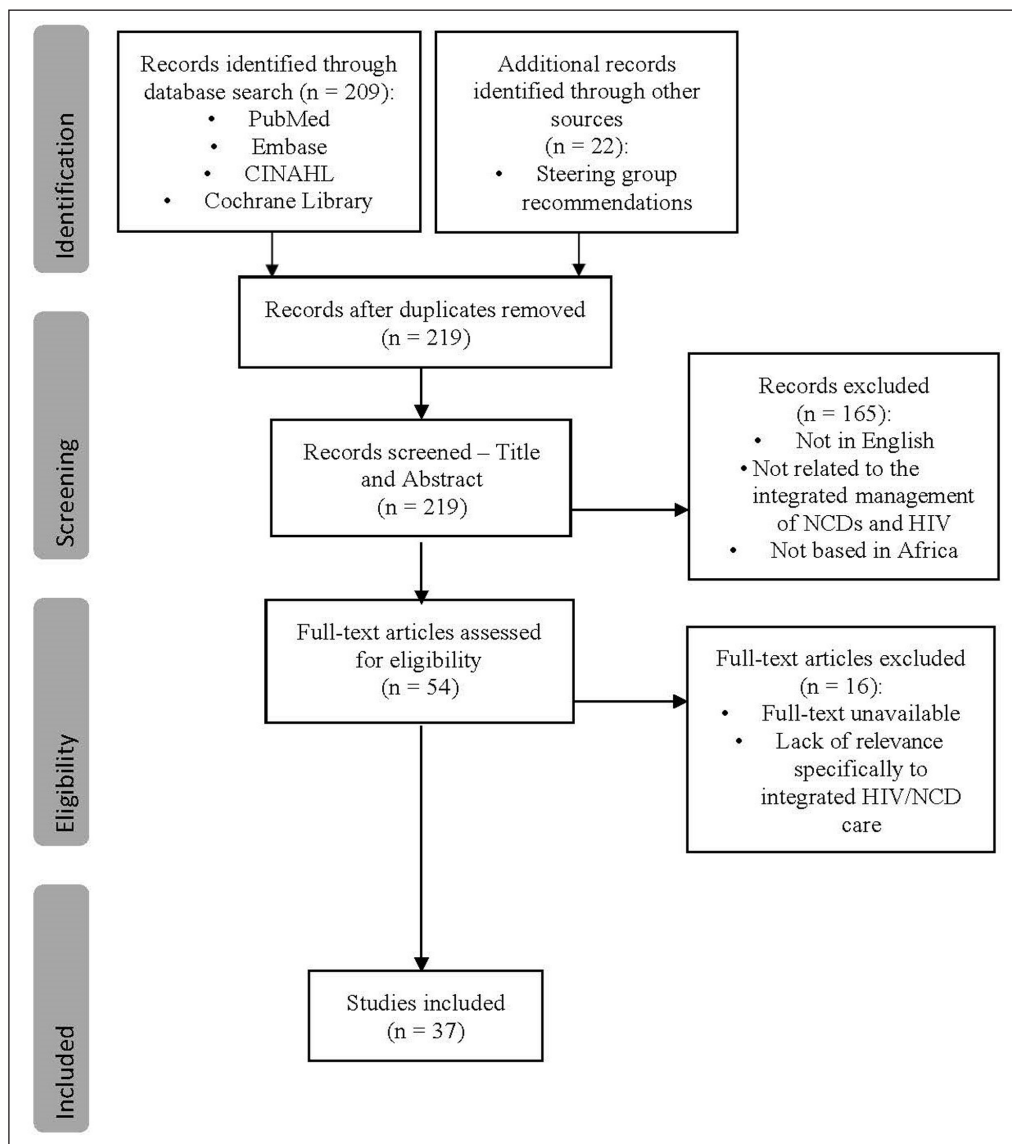 Identification
Records identified through
database search (n = 209):
• PubMed
• Embase
• CINAHL
• Cochrane Library
Additional records
identified through other
sources
(n = 22):
• Steering group
recommendations
Screening
Records after duplicates removed
(n = 219)
Records screened – Title
and Abstract
(n = 219)
Records excluded
(n = 165):
• Not in English
• Not related to the
integrated management
of NCDs and HIV
• Not based in Africa
Eligibility
Full-text articles assessed
for eligibility
(n = 54)
Full-text articles excluded
(n = 16):
• Full-text unavailable
• Lack of relevance
specifically to
integrated HIV/NCD
care
Included
Studies included
(n = 37)